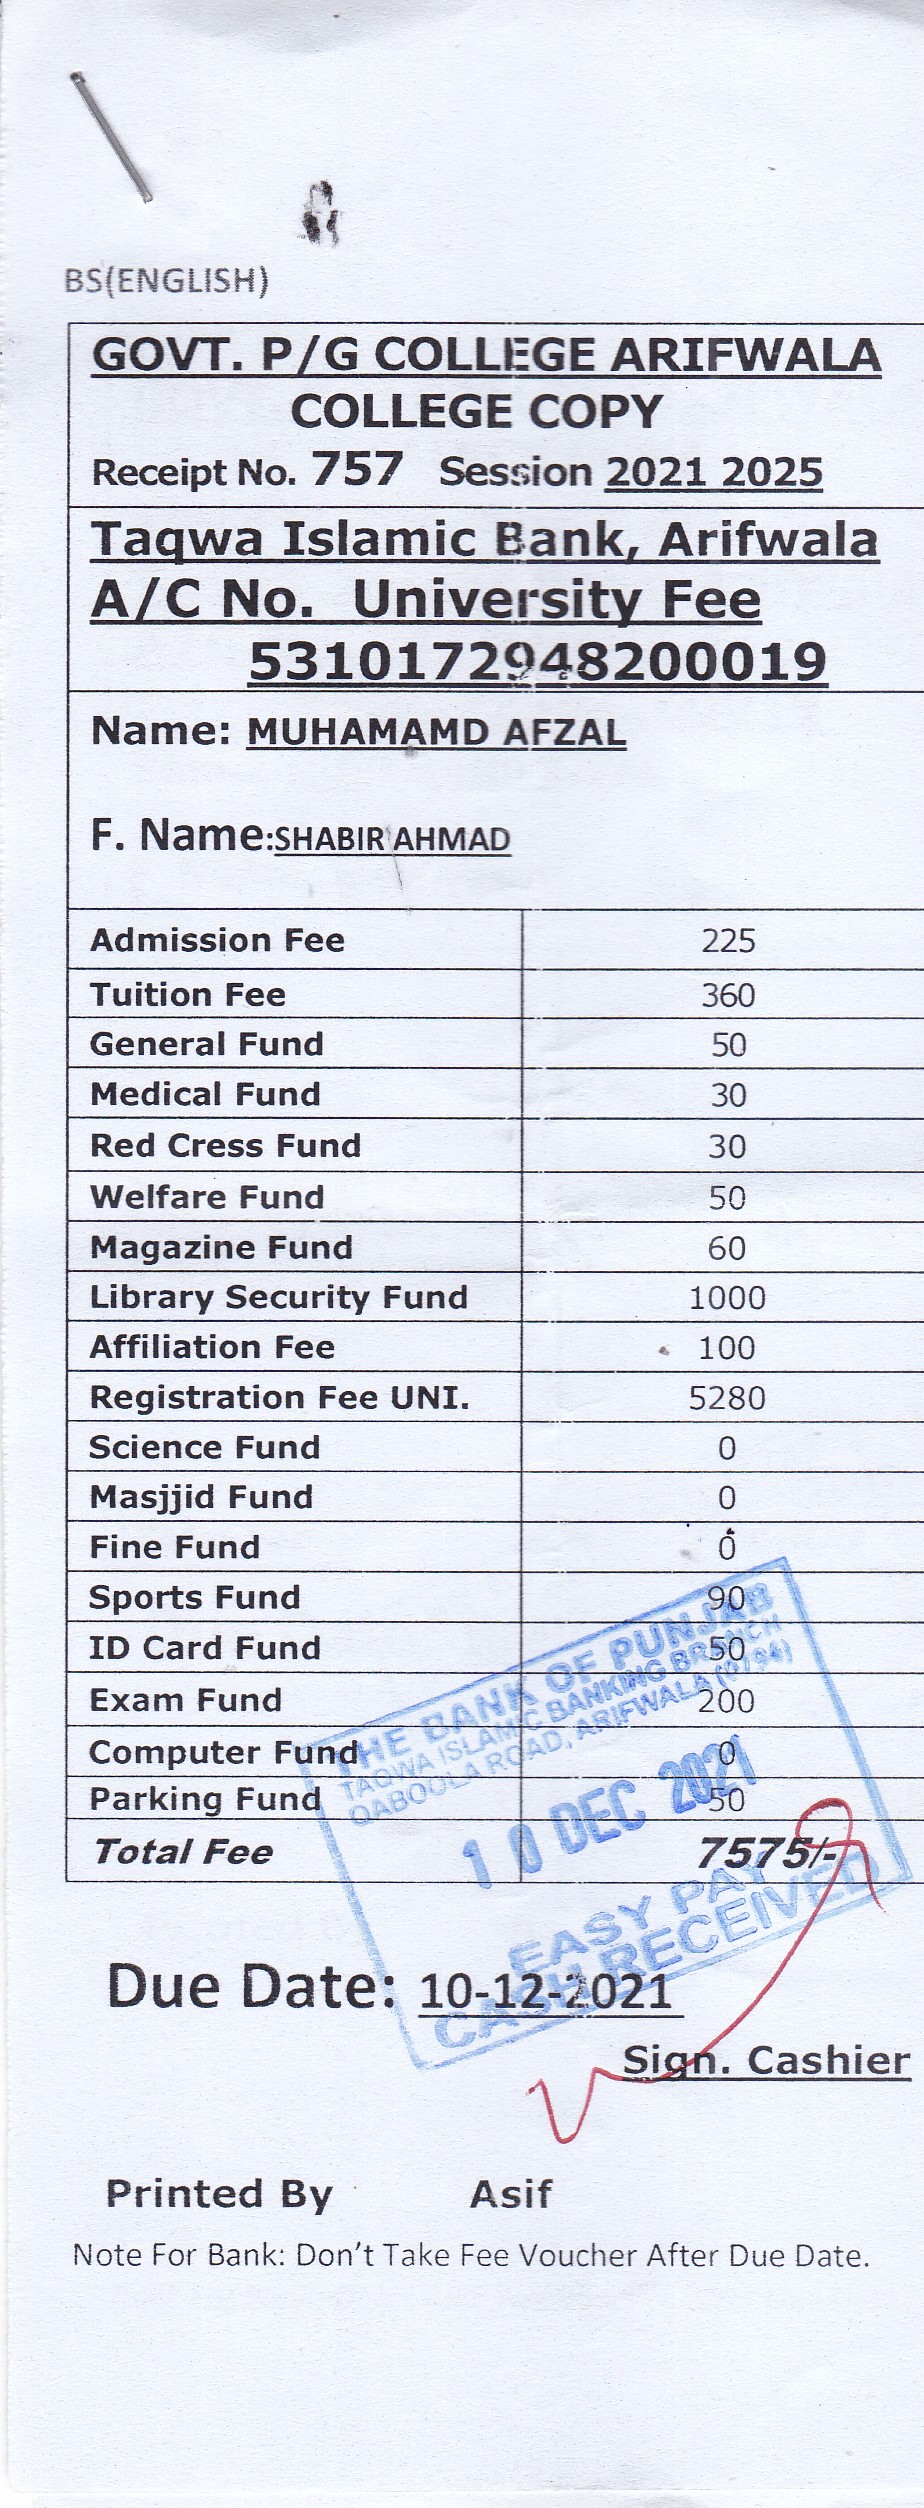 BS(ENGLISH)
GOVT. P/G COLLEGE ARIFWALA
COLLEGE COPY
Receipt No. 757 Session 2021 2025
Taqwa Islamic Bank, Arifwala
A/C No. University Fee
5310172948200019
Name: MUHAMAMD AFZAL
F. Name:SHABIR AHMAD
Admission Fee 225
Tuition Fee 360
General Fund 50
Medical Fund 30
Red Cress Fund 30
Welfare Fund 50
Magazine Fund 60
Library Security Fund 1000
Affiliation Fee 100
Registration Fee UNI. 5280
Science Fund 0
Masjjid Fund 0
Fine Fund 0
Sports Fund 90
ID Card Fund 50
Exam Fund 200
Computer Fund 0
Parking Fund 50
Total Fee 7575/-
THE BANK OF PUNJAB
TAQWA ISLAMIC BANKING BRANCH
QABOOLA ROAD, ARIFWALA (0794)
10 DEC 2021
EASY PAY
CASH RECEIVED
Due Date: 10-12-2021
Sign. Cashier
Printed By Asif
Note For Bank: Don't Take Fee Voucher After Due Date.